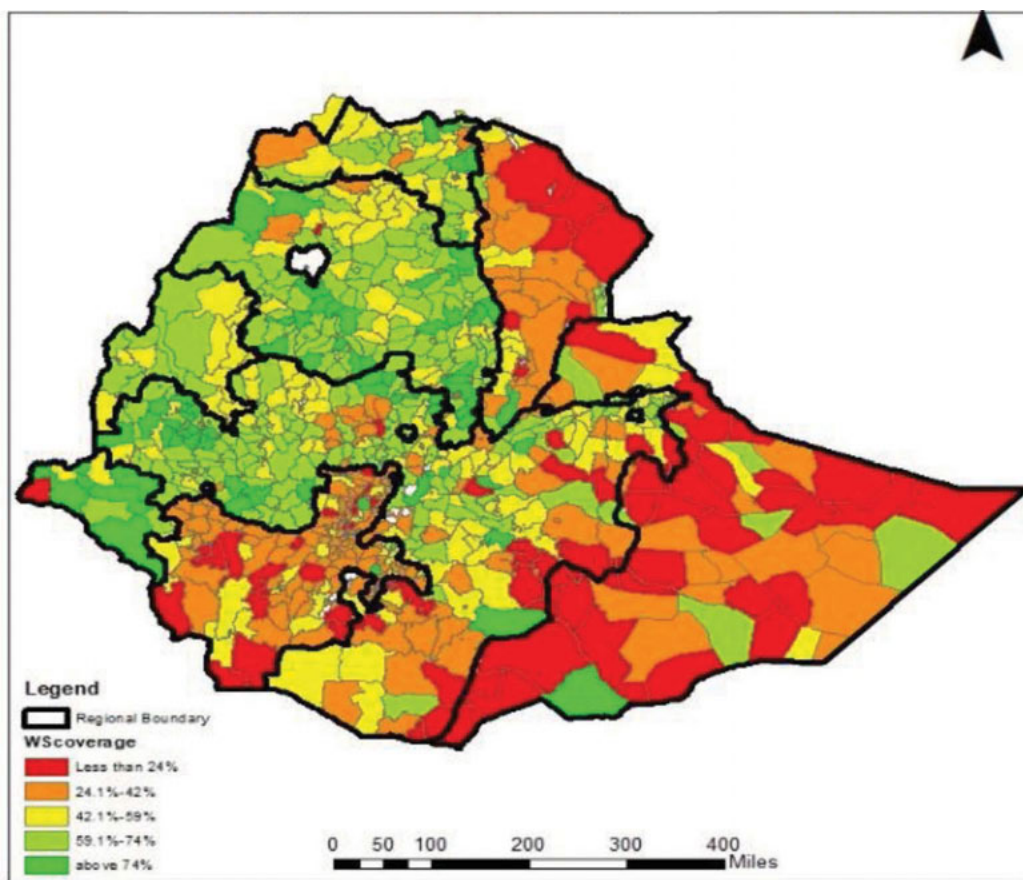 Legend
Regional Boundary
WScoverage
Less than 24%
24.1%-42%
42.1%-59%
59.1%-74%
above 74%
0 50 100 200 300 400
Miles